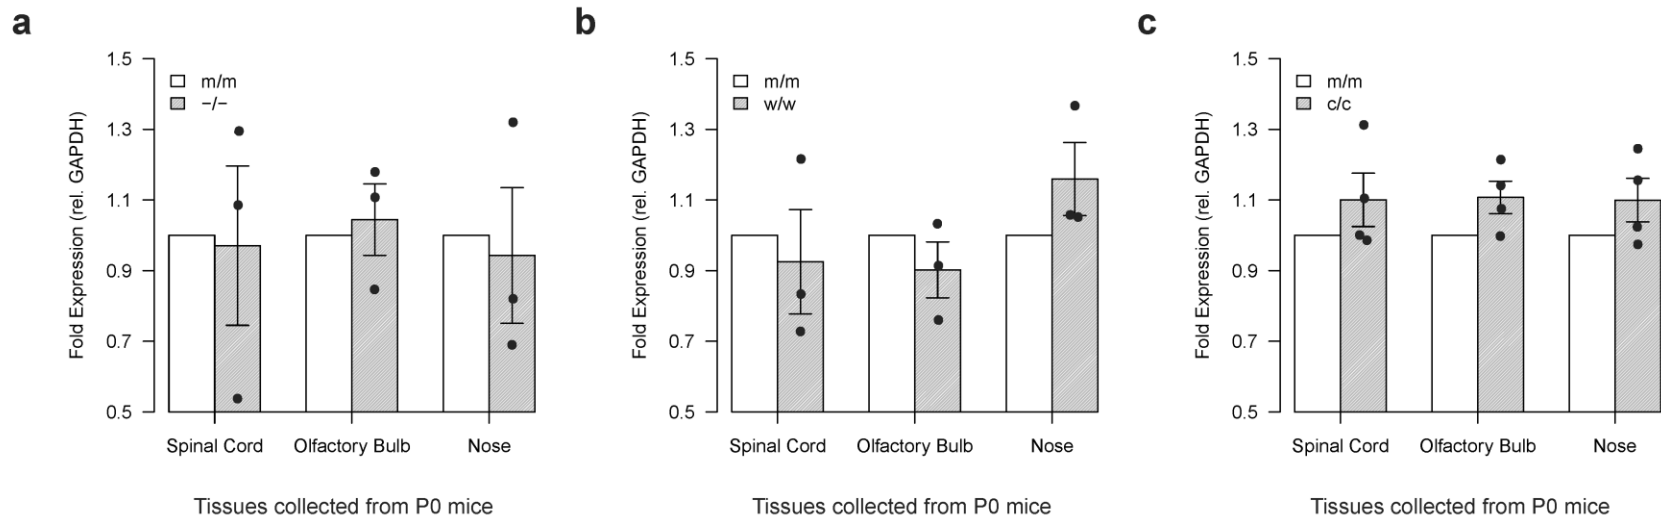 a
Fold Expression (rel. GAPDH)
1.5
1.3
1.1
0.9
0.7
0.5
m/m
−/−
Spinal Cord Olfactory Bulb Nose
Tissues collected from P0 mice
b
Fold Expression (rel. GAPDH)
1.5
1.3
1.1
0.9
0.7
0.5
m/m
w/w
Spinal Cord Olfactory Bulb Nose
Tissues collected from P0 mice
c
Fold Expression (rel. GAPDH)
1.5
1.3
1.1
0.9
0.7
0.5
m/m
c/c
Spinal Cord Olfactory Bulb Nose
Tissues collected from P0 mice